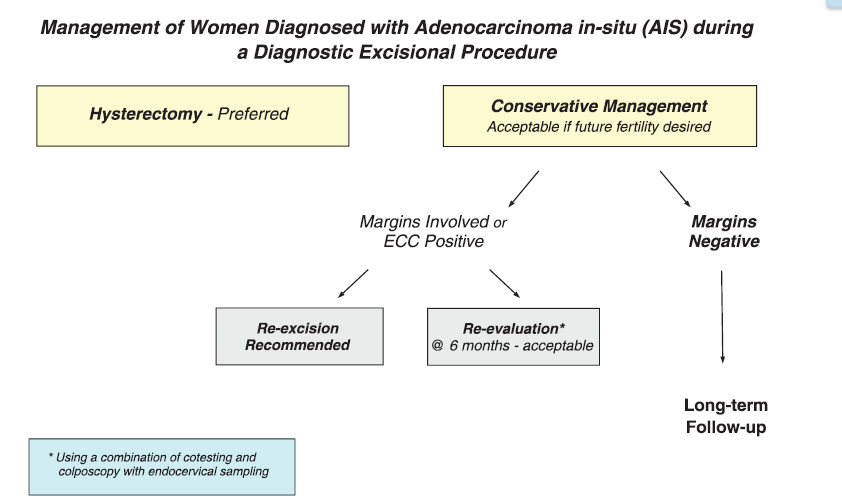 Management of Women Diagnosed with Adenocarcinoma in-situ (AIS) during
a Diagnostic Excisional Procedure
Hysterectomy - Preferred
Conservative Management
Acceptable if future fertility desired
Margins Involved or
ECC Positive
Margins
Negative
Re-excision
Recommended
Re-evaluation*
@ 6 months - acceptable
Long-term
Follow-up
* Using a combination of cotesting and
colposcopy with endocervical sampling